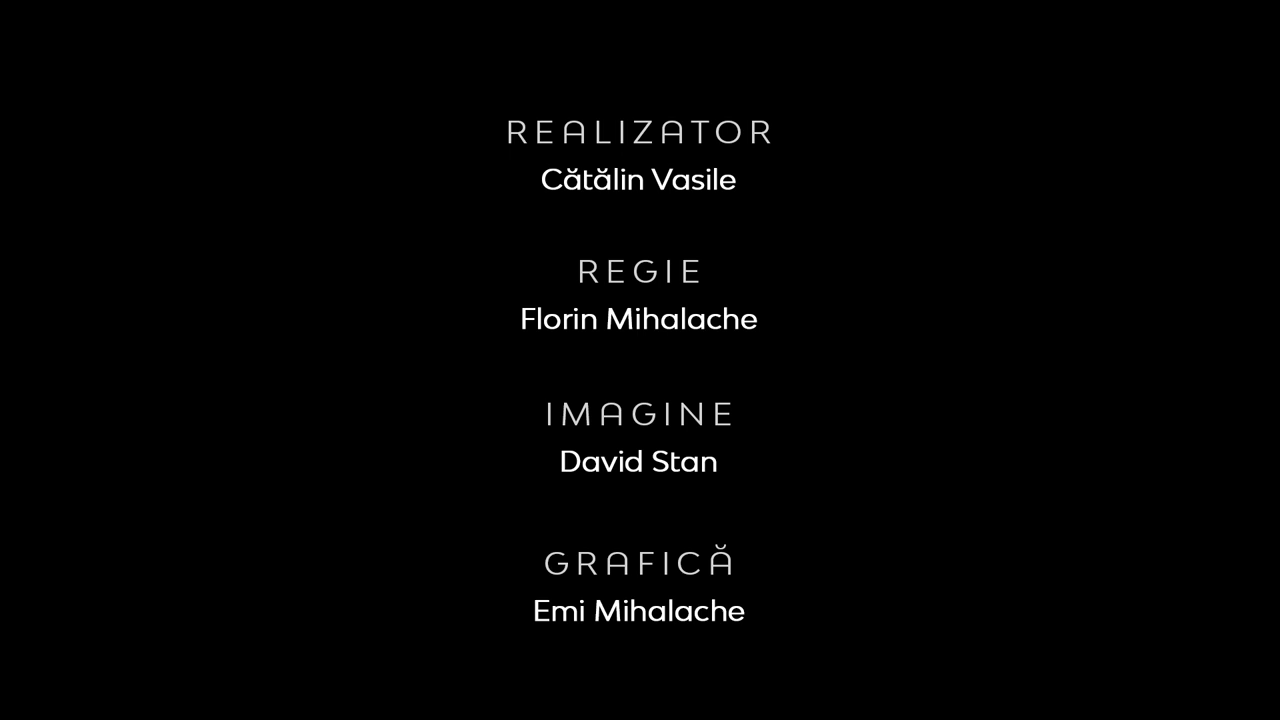 REALIZATOR
Cătălin Vasile
REGIE
Florin Mihalache
IMAGINE
David Stan
GRAFICĂ
Emi Mihalache